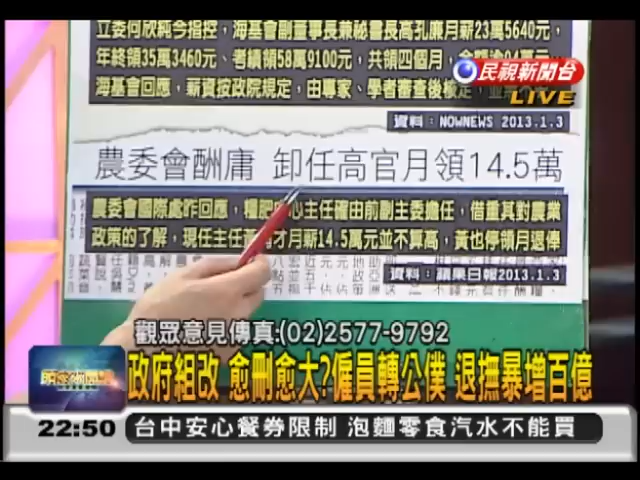 立委何欣純今指控，海基會副董事長兼秘書長高孔廉月薪23萬5640元，
年終領35萬3460元、考績領58萬9100元，共領四個月，
海基會回應，薪資按政院規定，由專家、學者審查後核定，
民視新聞台
LIVE
資料：NOWNEWS 2013.1.3
農委會酬庸 卸任高官月領14.5萬
農委會國際處昨回應，糧肥中心主任確由前副主委擔任，借重其對農業
政策的了解，現任主任黃 才月薪14.5萬元並不算高，黃也停領月退俸
資料：蘋果日報2013.1.3
觀眾意見傳真:(02)2577-9792
政府組改 愈刪愈大?僱員轉公僕 退撫暴增百億
22:50 台中安心餐券限制 泡麵零食汽水不能買